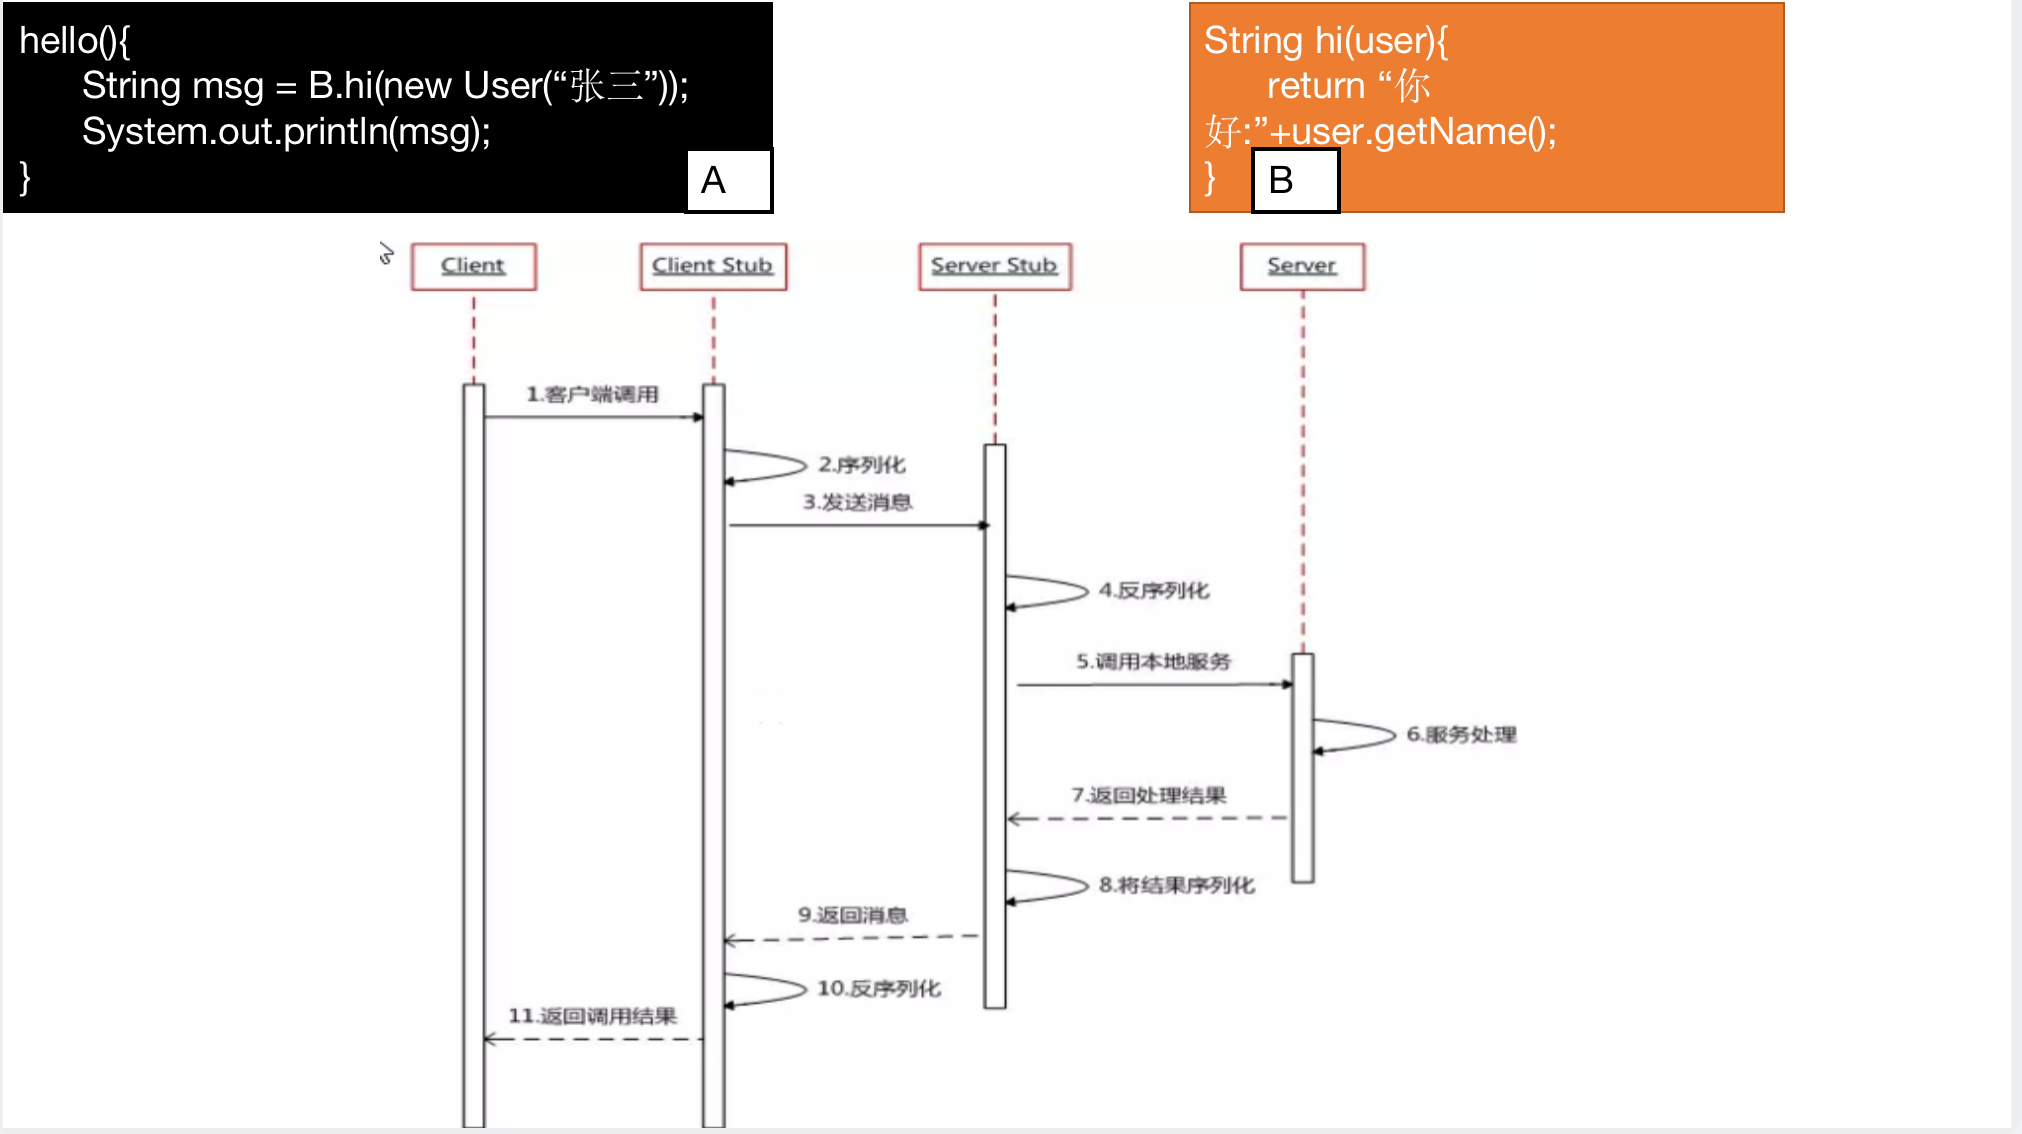 hello(){
String msg = B.hi(new User(“张三”));
System.out.println(msg);
}
A
String hi(user){
return “你
好:”+user.getName();
}
B
Client
Client Stub
Server Stub
Server
1.客户端调用
2.序列化
3.发送消息
4.反序列化
5.调用本地服务
6.服务处理
7.返回处理结果
8.将结果序列化
9.返回消息
10.反序列化
11.返回调用结果